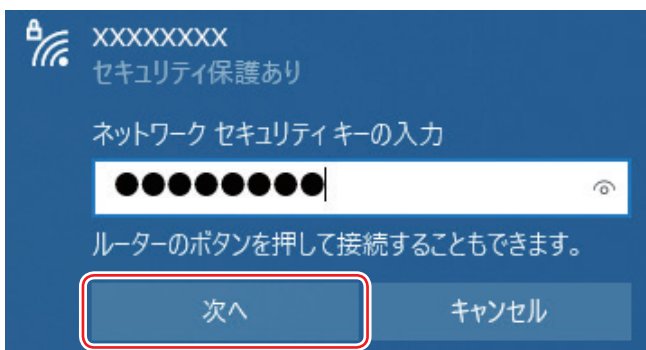 XXXXXXXX
セキュリティ保護あり
ネットワーク セキュリティ キーの入力
●●●●●●●●
ルーターのボタンを押して接続することもできます。
次へ キャンセル